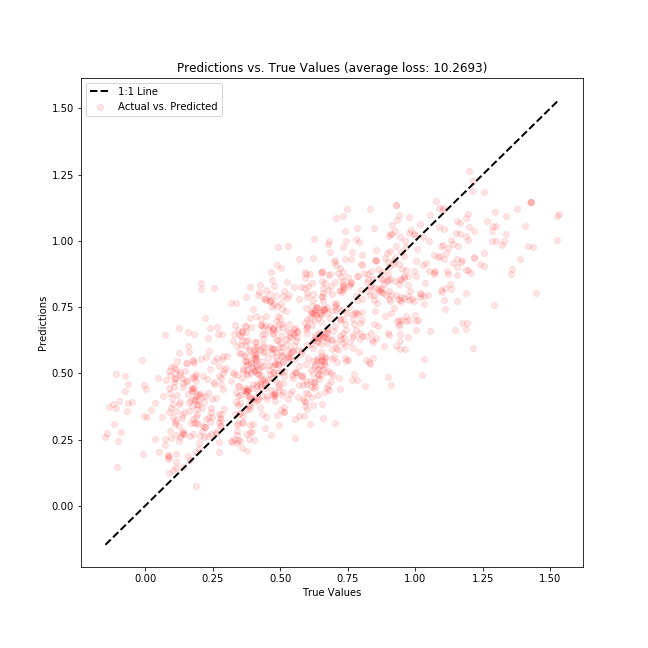 Predictions vs. True Values (average loss: 10.2693)
1:1 Line
Actual vs. Predicted
1.50
1.25
1.00
0.75
0.50
0.25
0.00
Predictions
0.00 0.25 0.50 0.75 1.00 1.25 1.50
True Values